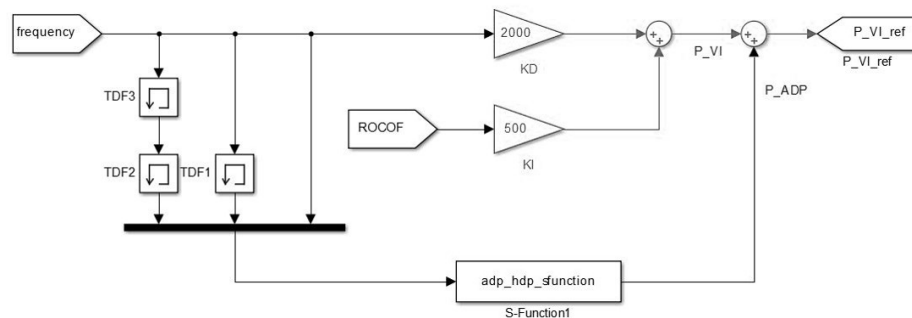 frequency
2000
KD
P_VI
P_VI_ref
P_VI_ref
P_ADP
TDF3
ROCOF
500
KI
TDF2
TDF1
adp_hdp_sfunction
S-Function1